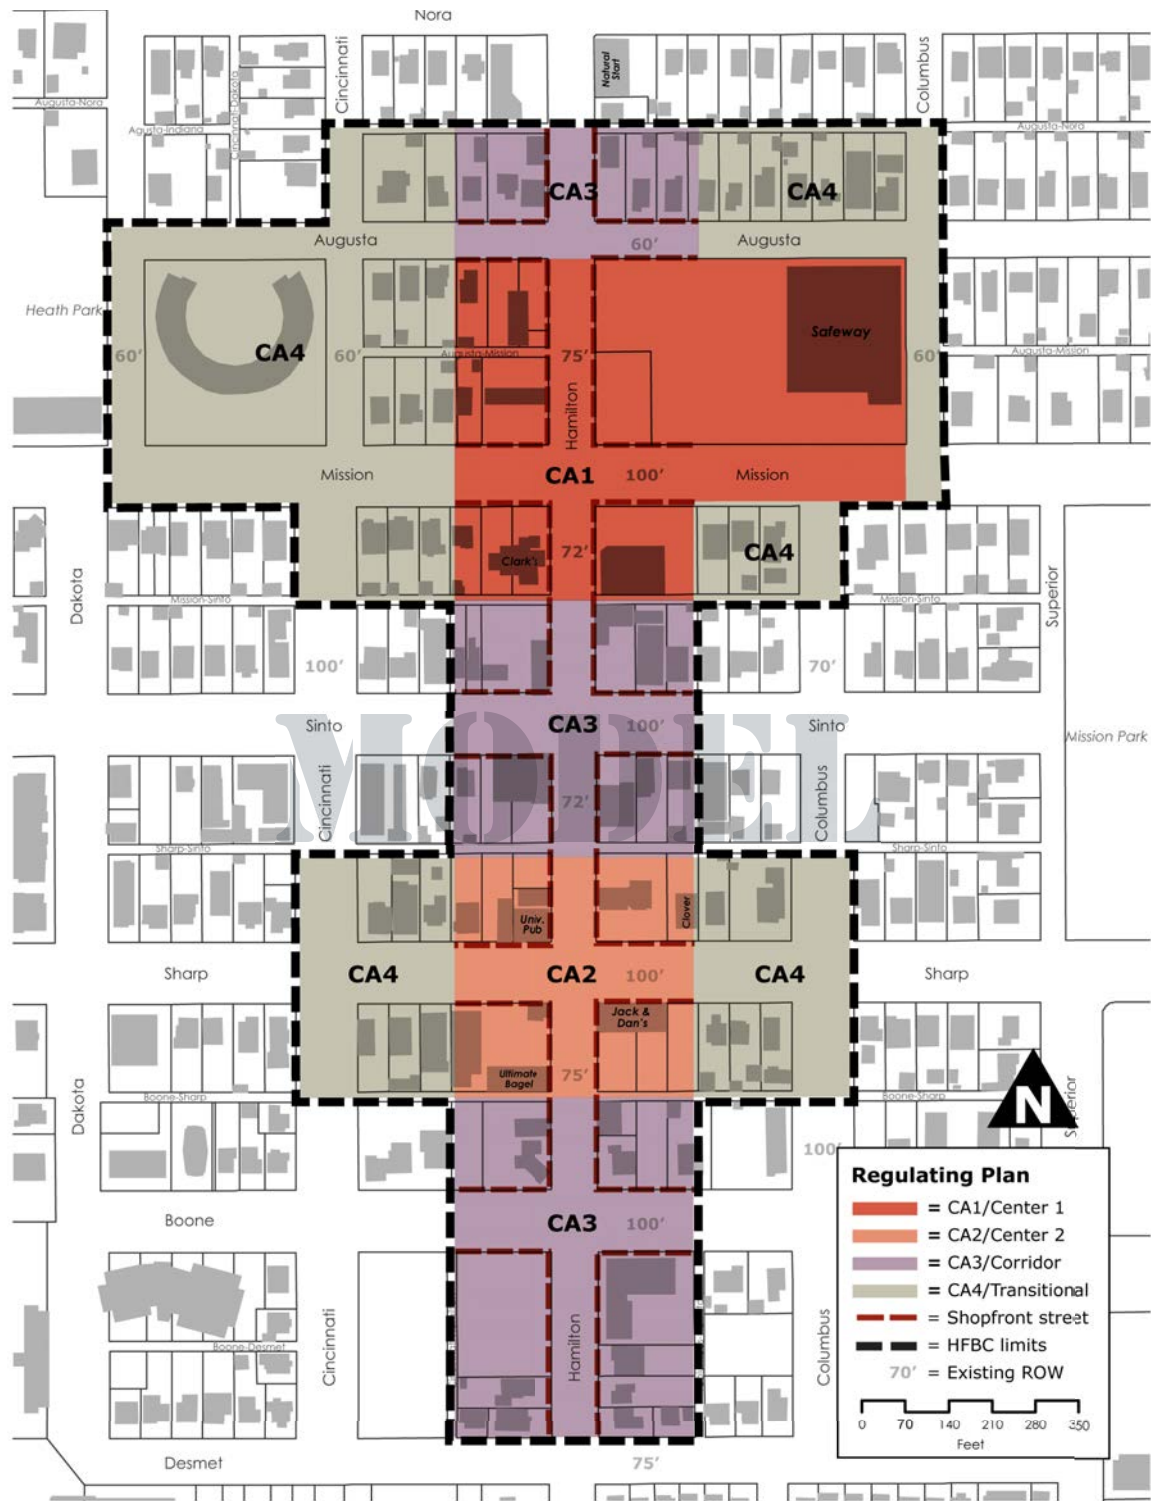 Nora
Cincinnati
Columbus
Natural
Start
Augusta-Nora
Agusta-Indiana
Cincinnati-Dakota
Augusta-Nora
CA3
CA4
Augusta
60'
Augusta
Heath Park
60'
CA4
60'
Augusta-Mission
75'
Hamilton
Safeway
60'
Augusta-Mission
Mission
CA1
100'
Mission
Clark's
72'
CA4
Dakota
Mission-Sinto
Mission-Sinto
Superior
100'
70'
Sinto
CA3
100'
Sinto
Mission Park
MODEL
Cincinnati
72'
Columbus
Sharp-Sinto
Sharp-Sinto
Univ.
Pub
Clover
Sharp
CA4
CA2
100'
CA4
Sharp
Jack &
Dan's
Ultimate
Bagel
75'
Dakota
Boone-Sharp
Boone-Sharp
Superior
N
100'
Boone
CA3
100'
Cincinnati
Boone-Desmet
Hamilton
Columbus
Desmet
75'
Regulating Plan
= CA1/Center 1
= CA2/Center 2
= CA3/Corridor
= CA4/Transitional
= Shopfront street
= HFBC limits
70' = Existing ROW
0 70 140 210 280 350
Feet